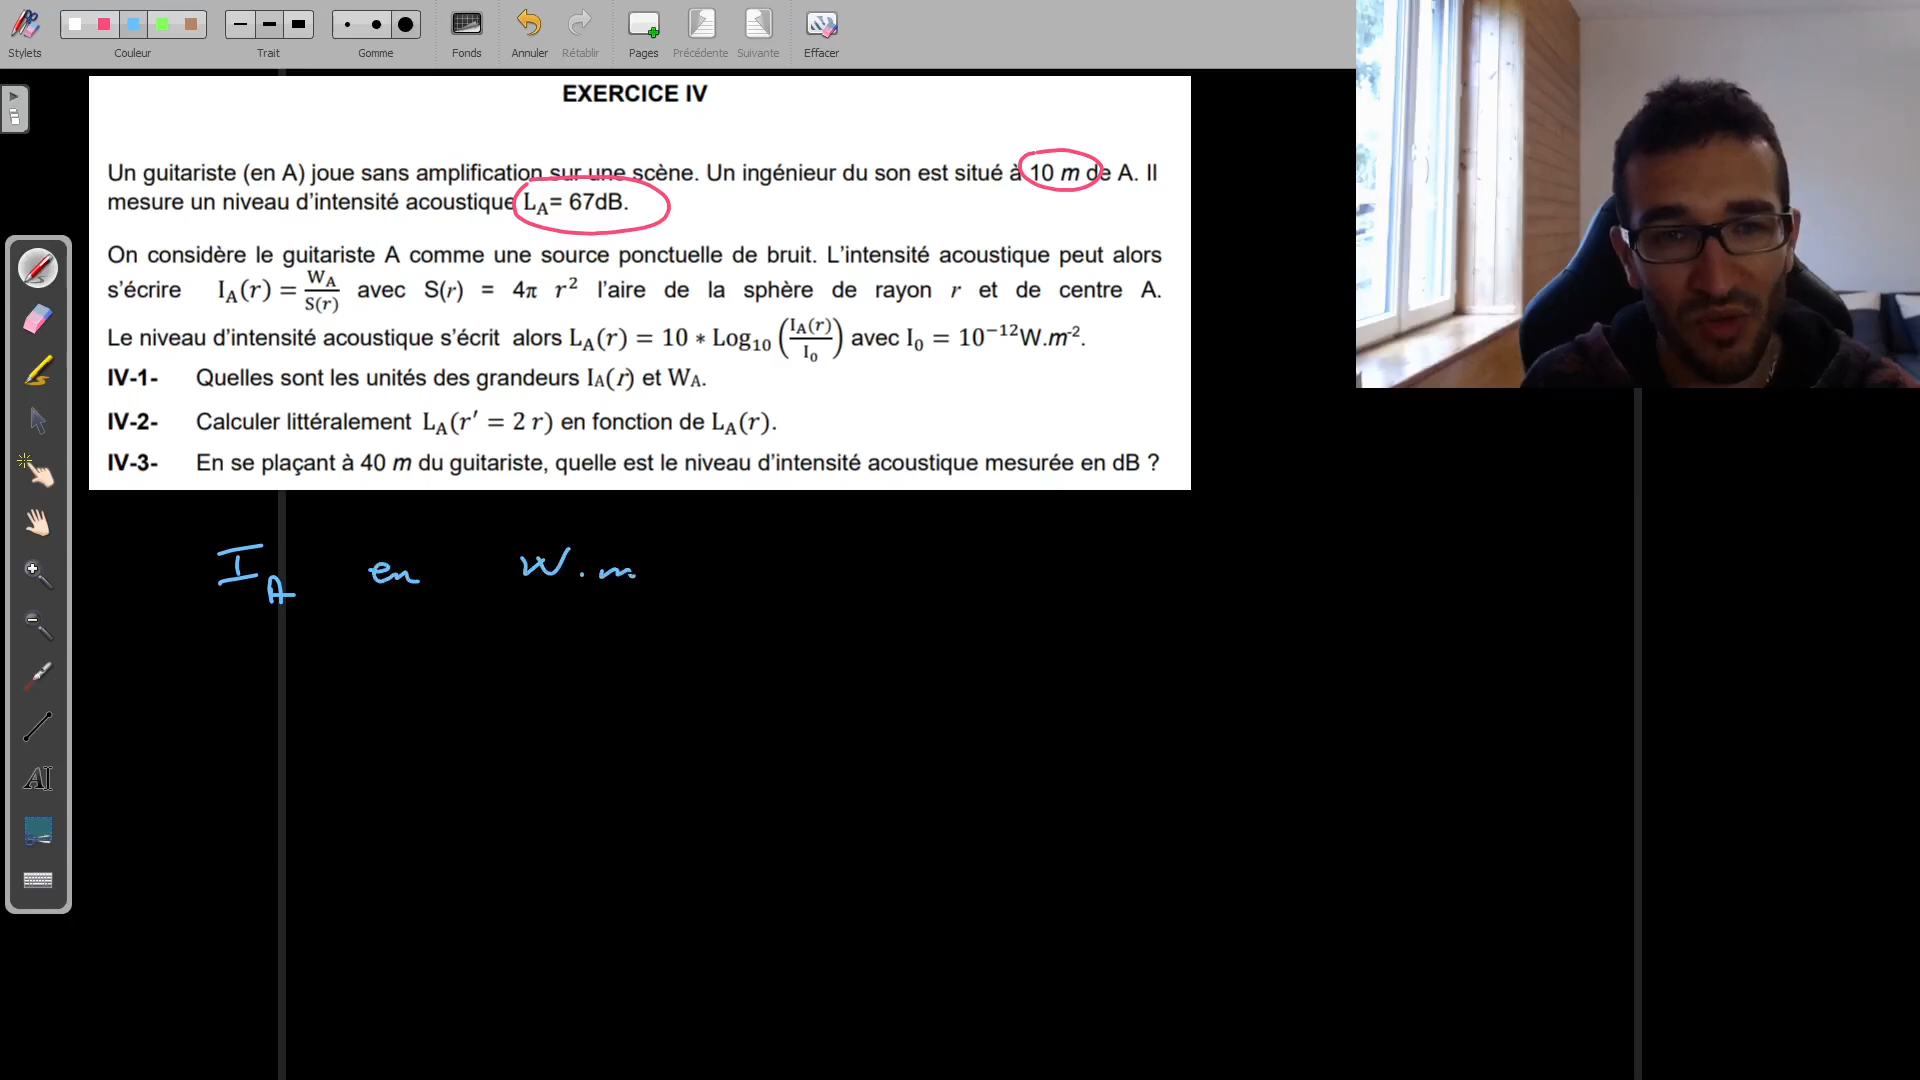 Stylets Couleur Trait Gomme Fonds Annuler Rétablir Pages Précédente Suivante Effacer
EXERCICE IV
Un guitariste (en A) joue sans amplification sur une scène. Un ingénieur du son est situé à 10 m de A. Il
mesure un niveau d’intensité acoustique L_A= 67dB.
On considère le guitariste A comme une source ponctuelle de bruit. L’intensité acoustique peut alors
s’écrire I_A(r) = W_A/S(r) avec S(r) = 4π r² l’aire de la sphère de rayon r et de centre A.
Le niveau d’intensité acoustique s’écrit alors L_A(r) = 10 ∗ Log₁₀ (I_A(r)/I₀) avec I₀ = 10⁻¹²W.m⁻².
IV-1- Quelles sont les unités des grandeurs I_A(r) et W_A.
IV-2- Calculer littéralement L_A(r′ = 2 r) en fonction de L_A(r).
IV-3- En se plaçant à 40 m du guitariste, quelle est le niveau d’intensité acoustique mesurée en dB ?
I_A en W.m
AI